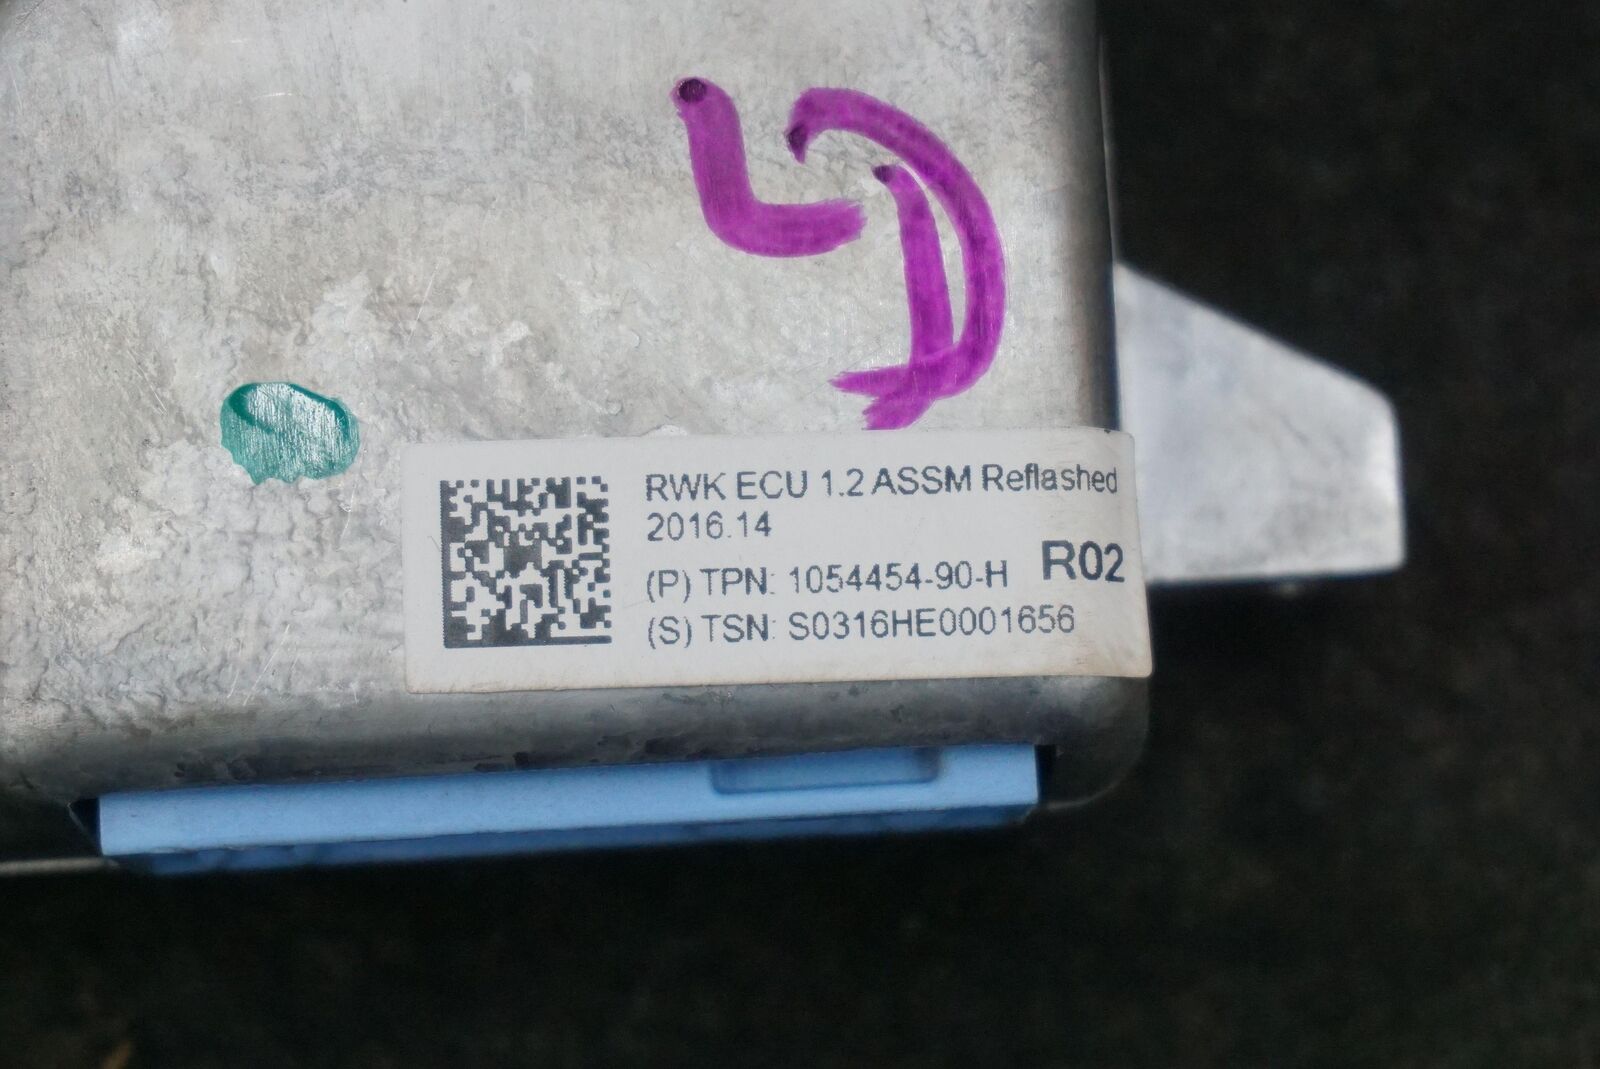 LD
RWK ECU 1.2 ASSM Reflashed
2016.14
(P) TPN: 1054454-90-H R02
(S) TSN: S0316HE0001656